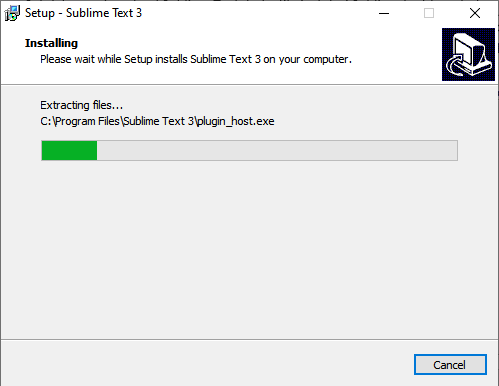 Setup - Sublime Text 3
Installing
Please wait while Setup installs Sublime Text 3 on your computer.
Extracting files...
C:\Program Files\Sublime Text 3\plugin_host.exe
Cancel